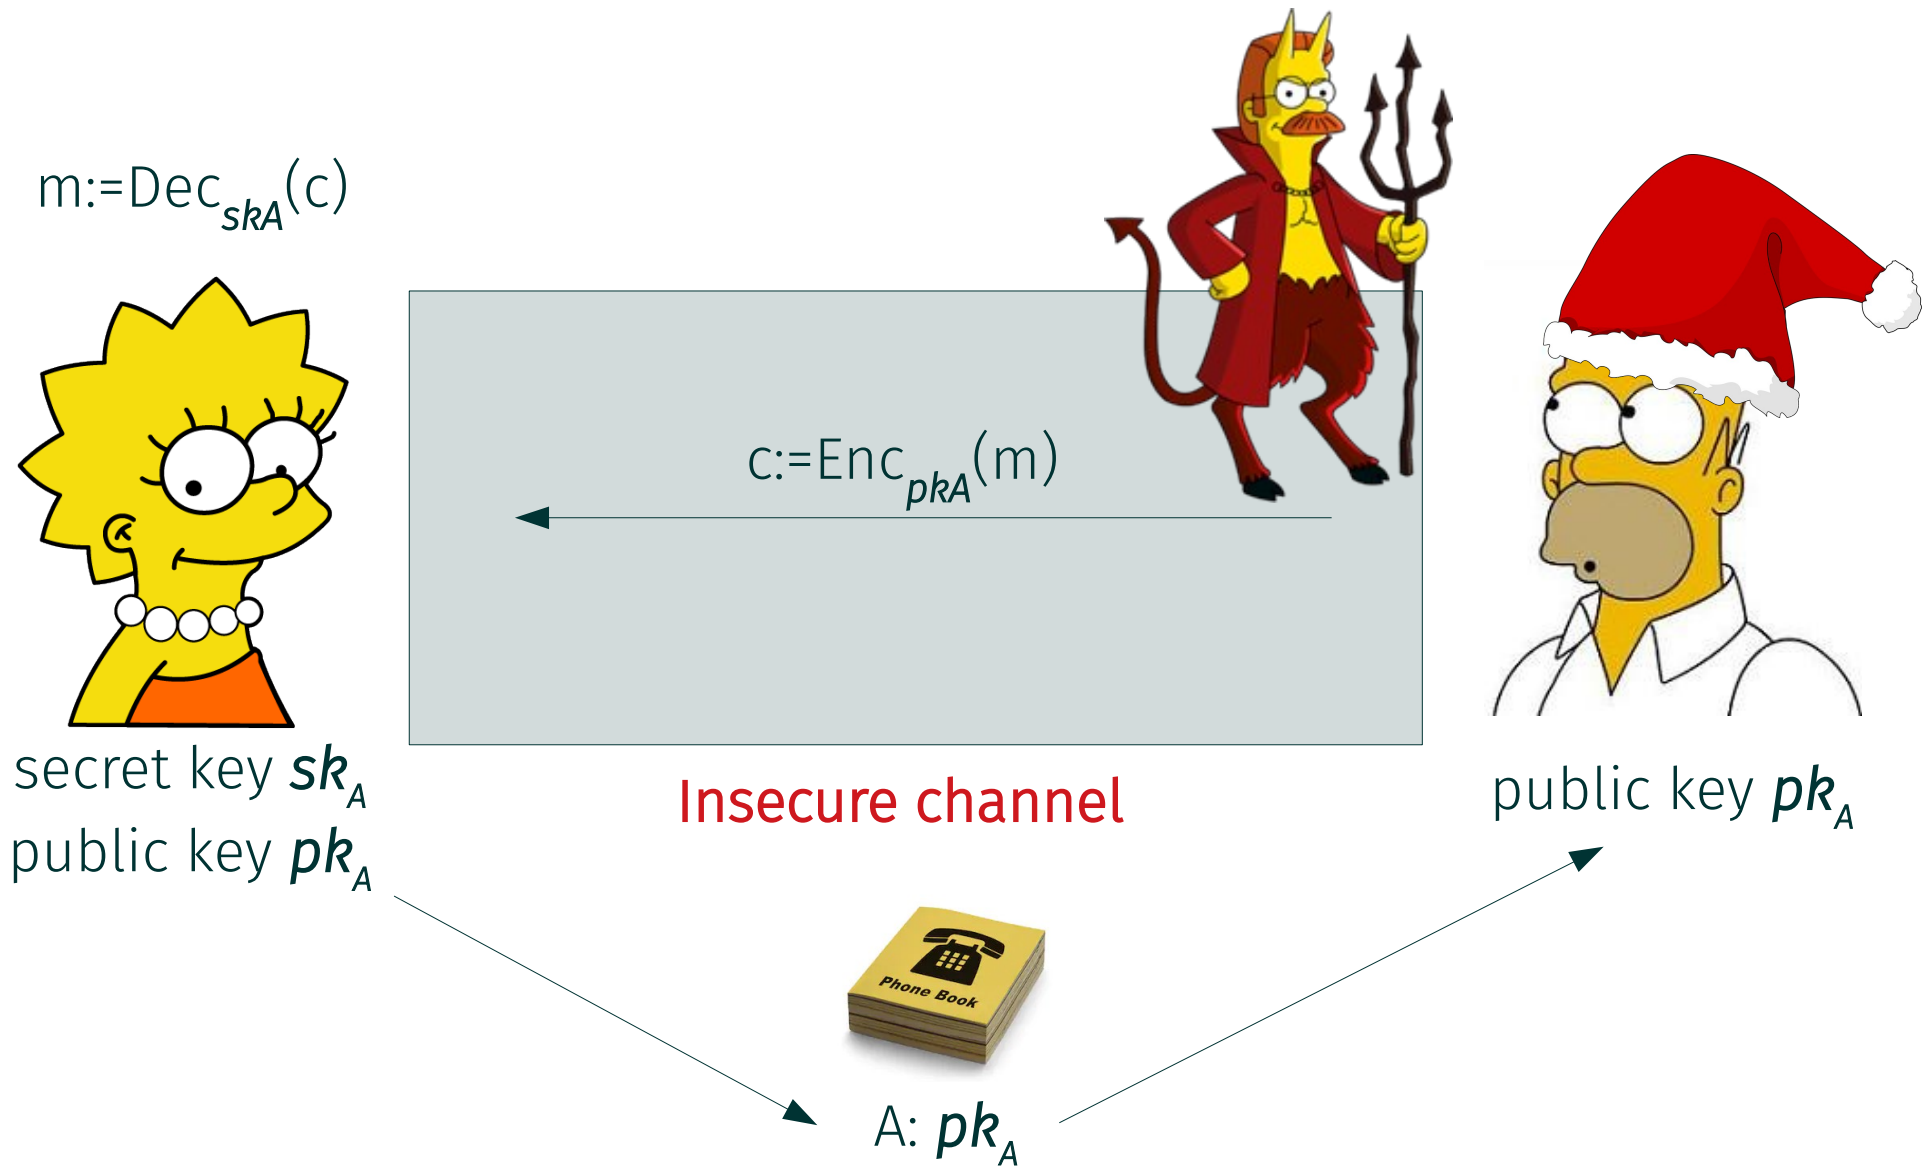 m:=Dec_skA(c)
c:=Enc_pkA(m)
secret key sk_A
public key pk_A
Insecure channel
public key pk_A
Phone Book
A: pk_A